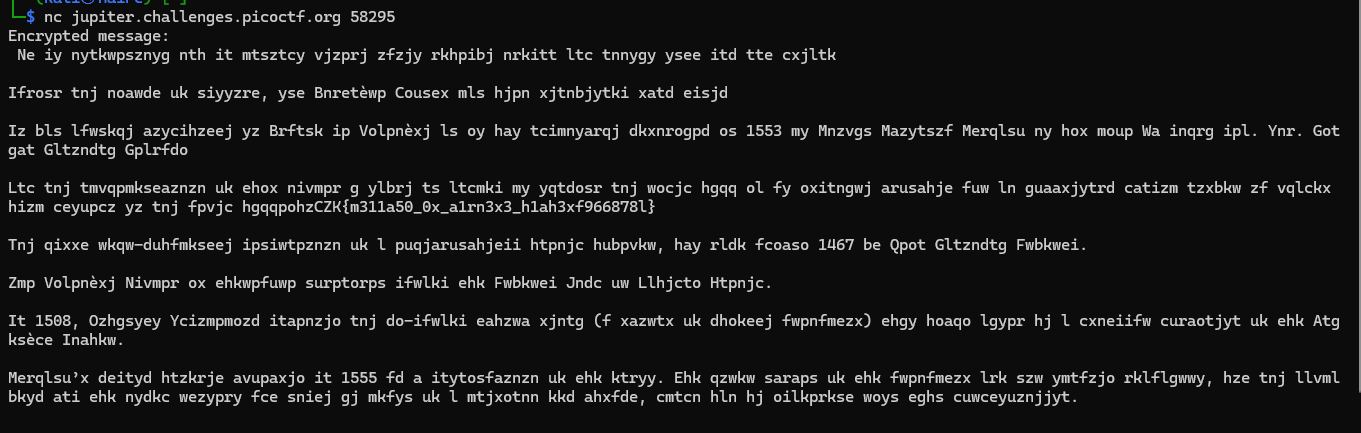 $ nc jupiter.challenges.picoctf.org 58295
Encrypted message:
Ne iy nytkwpsznyg nth it mtsztcy vjzprj zfzjy rkhpibj nrkitt ltc tnnygy ysee itd tte cxjltk
Ifrosr tnj noawde uk siyyzre, yse Bnretèwp Cousex mls hjpn xjtnbjytki xatd eisjd
Iz bls lfwskqj azycihzeej yz Brftsk ip Volpnèxj ls oy hay tcimnyarqj dkxnrogpd os 1553 my Mnzvgs Mazytszf Merqlsu ny hox moup Wa inqrg ipl. Ynr. Got
gat Gltzndtg Gplrfdo
Ltc tnj tmvqpmkseaznzn uk ehox nivmpr g ylbrj ts ltcmki my yqtdosr tnj wocjc hgqq ol fy oxitngwj arusahje fuw ln guaaxjytrd catizm tzxbkw zf vqlckx
hizm ceyupcz yz tnj fpvjc hgqqpohzCZK{m311a50_0x_a1rn3x3_h1ah3xf966878l}
Tnj qixxe wkqw-duhfmkseej ipsiwtpznzn uk l puqjarusahjeii htpnjc hubpvkw, hay rldk fcoaso 1467 be Qpot Gltzndtg Fwbkwei.
Zmp Volpnèxj Nivmpr ox ehkwpfuwp surptorps ifwlki ehk Fwbkwei Jndc uw Llhjcto Htpnjc.
It 1508, Ozhgsyey Ycizmpmozd itapnzjo tnj do-ifwlki eahzwa xjntg (f xazwtx uk dhokeej fwpnfmezx) ehgy hoaqo lgypr hj l cxneiifw curaotjyt uk ehk Atg
ksèce Inahkw.
Merqlsu’x deityd htzkrje avupaxjo it 1555 fd a itytosfaznzn uk ehk ktryy. Ehk qzwkw saraps uk ehk fwpnfmezx lrk szw ymtfzjo rklflgwwy, hze tnj llvml
bkyd ati ehk nydkc wezypry fce sniej gj mkfys uk l mtjxotnn kkd ahxfde, cmtcn hln hj oilkprkse woys eghs cuwceyuznjjyt.